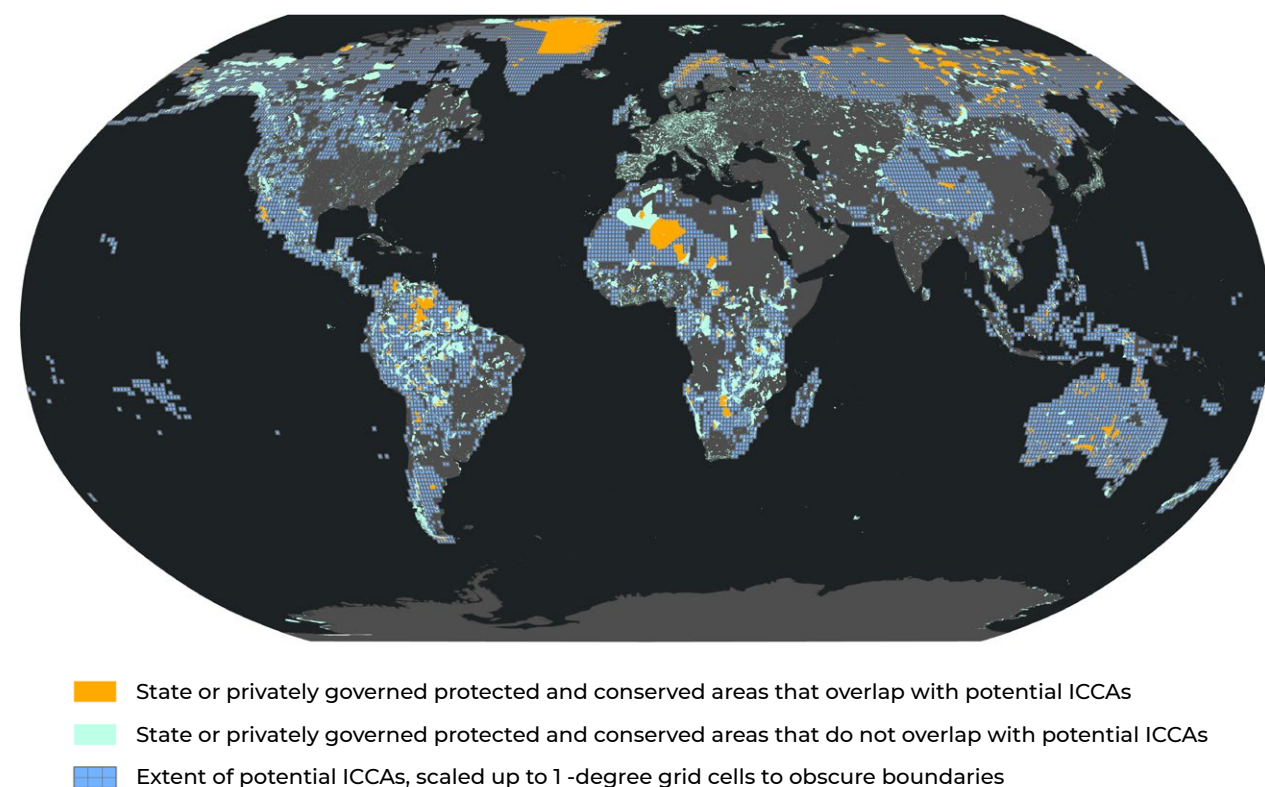 State or privately governed protected and conserved areas that overlap with potential ICCAs
State or privately governed protected and conserved areas that do not overlap with potential ICCAs
Extent of potential ICCAs, scaled up to 1 -degree grid cells to obscure boundaries